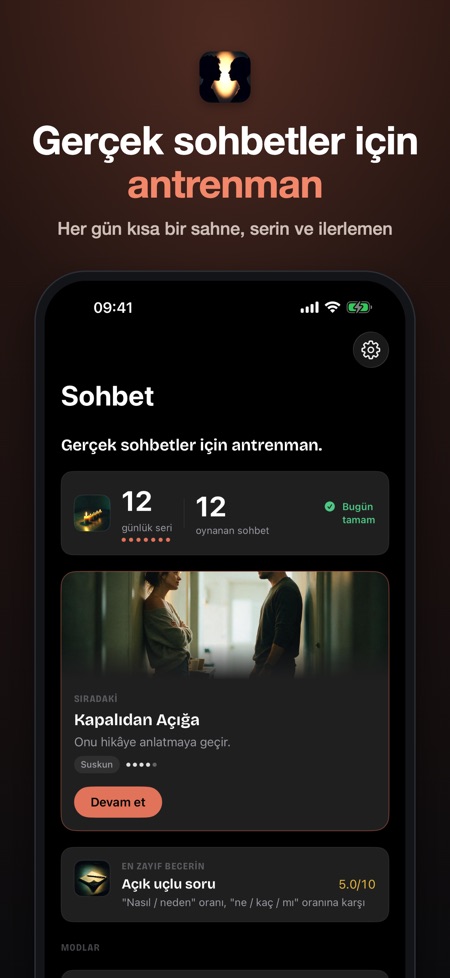 Gerçek sohbetler için
antrenman
Her gün kısa bir sahne, serin ve ilerlemen
09:41
Sohbet
Gerçek sohbetler için antrenman.
12
günlük seri
12
oynanan sohbet
Bugün
tamam
SIRADAKİ
Kapalıdan Açığa
Onu hikâye anlatmaya geçir.
Suskun
Devam et
EN ZAYIF BECERİN
Açık uçlu soru
5.0/10
"Nasıl / neden" oranı, "ne / kaç / mı" oranına karşı
MODLAR